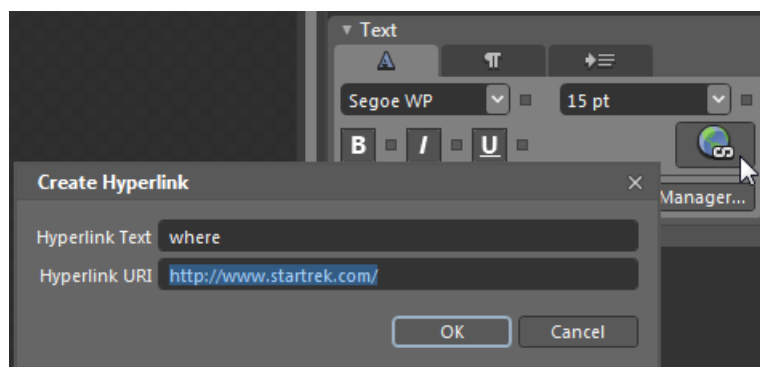 Text
A ¶
Segoe WP 15 pt
B I U
Create Hyperlink
Manager...
Hyperlink Text where
Hyperlink URI http://www.startrek.com/
OK Cancel